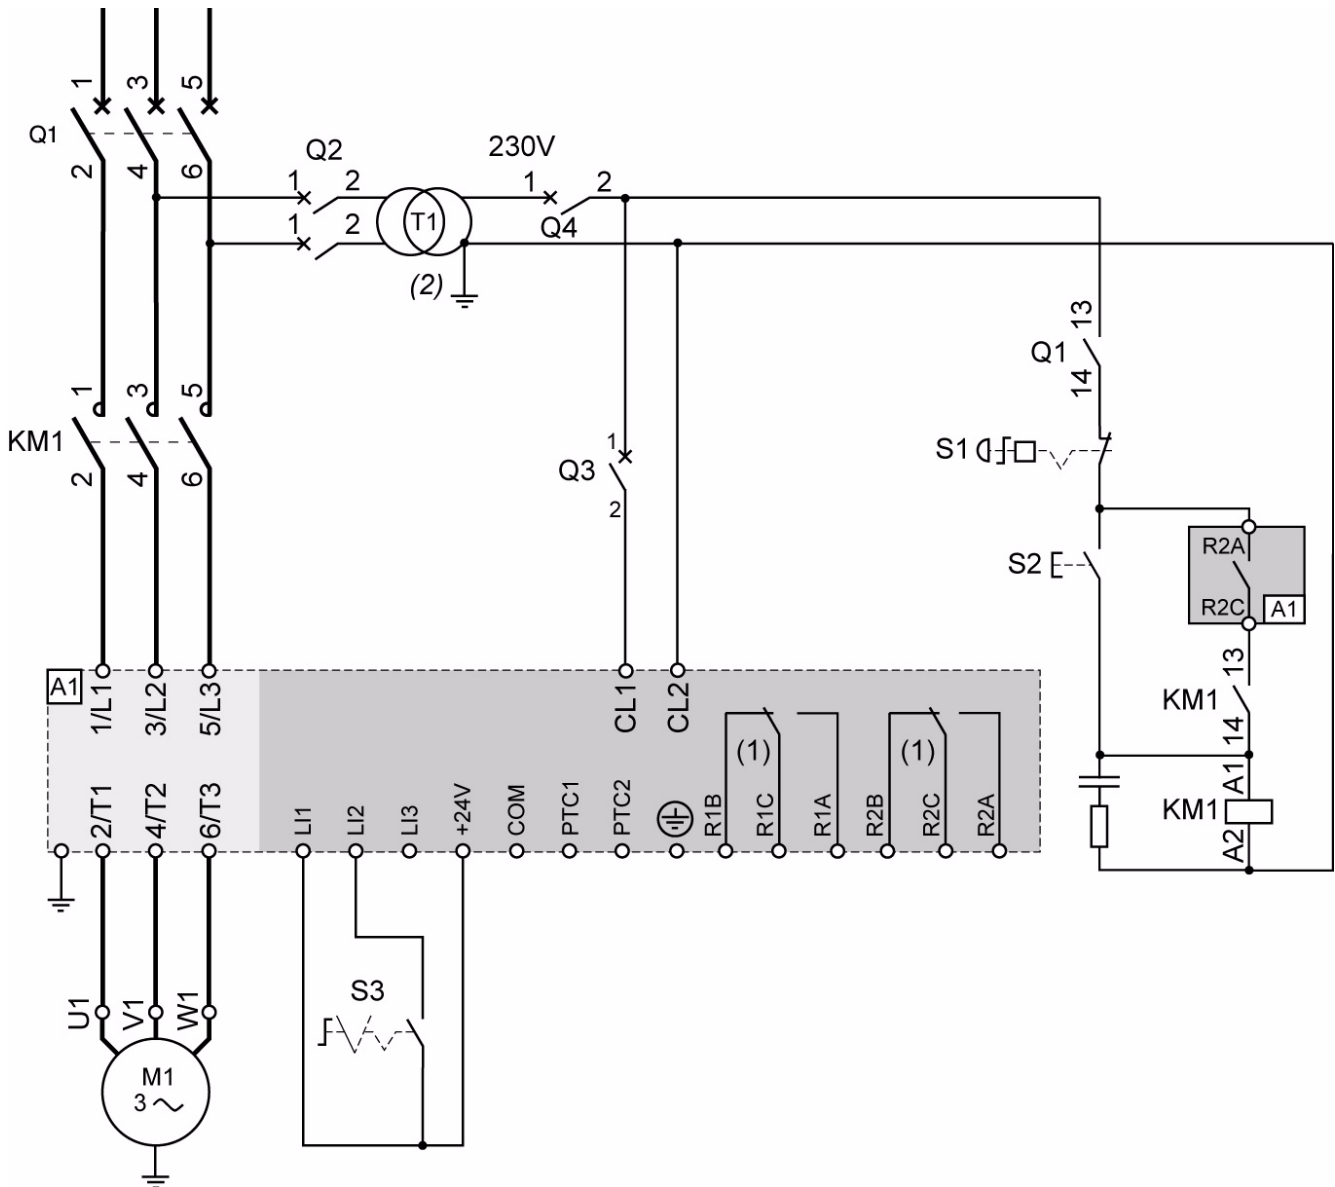 1 3 5
Q1
2 4 6
Q2
230V
1 2 1 2
T1
Q4
1 2
(2)
13
Q1
14
1 3 5
KM1
2 4 6
S1
1
Q3
2
S2
R2A
R2C A1
13
KM1
14
A1
KM1
A2
A1 1/L1 3/L2 5/L3 CL1 CL2
(1) (1)
2/T1 4/T2 6/T3 LI1 LI2 LI3 +24V COM PTC1 PTC2 R1B R1C R1A R2B R2C R2A
S3
U1 V1 W1
M1
3